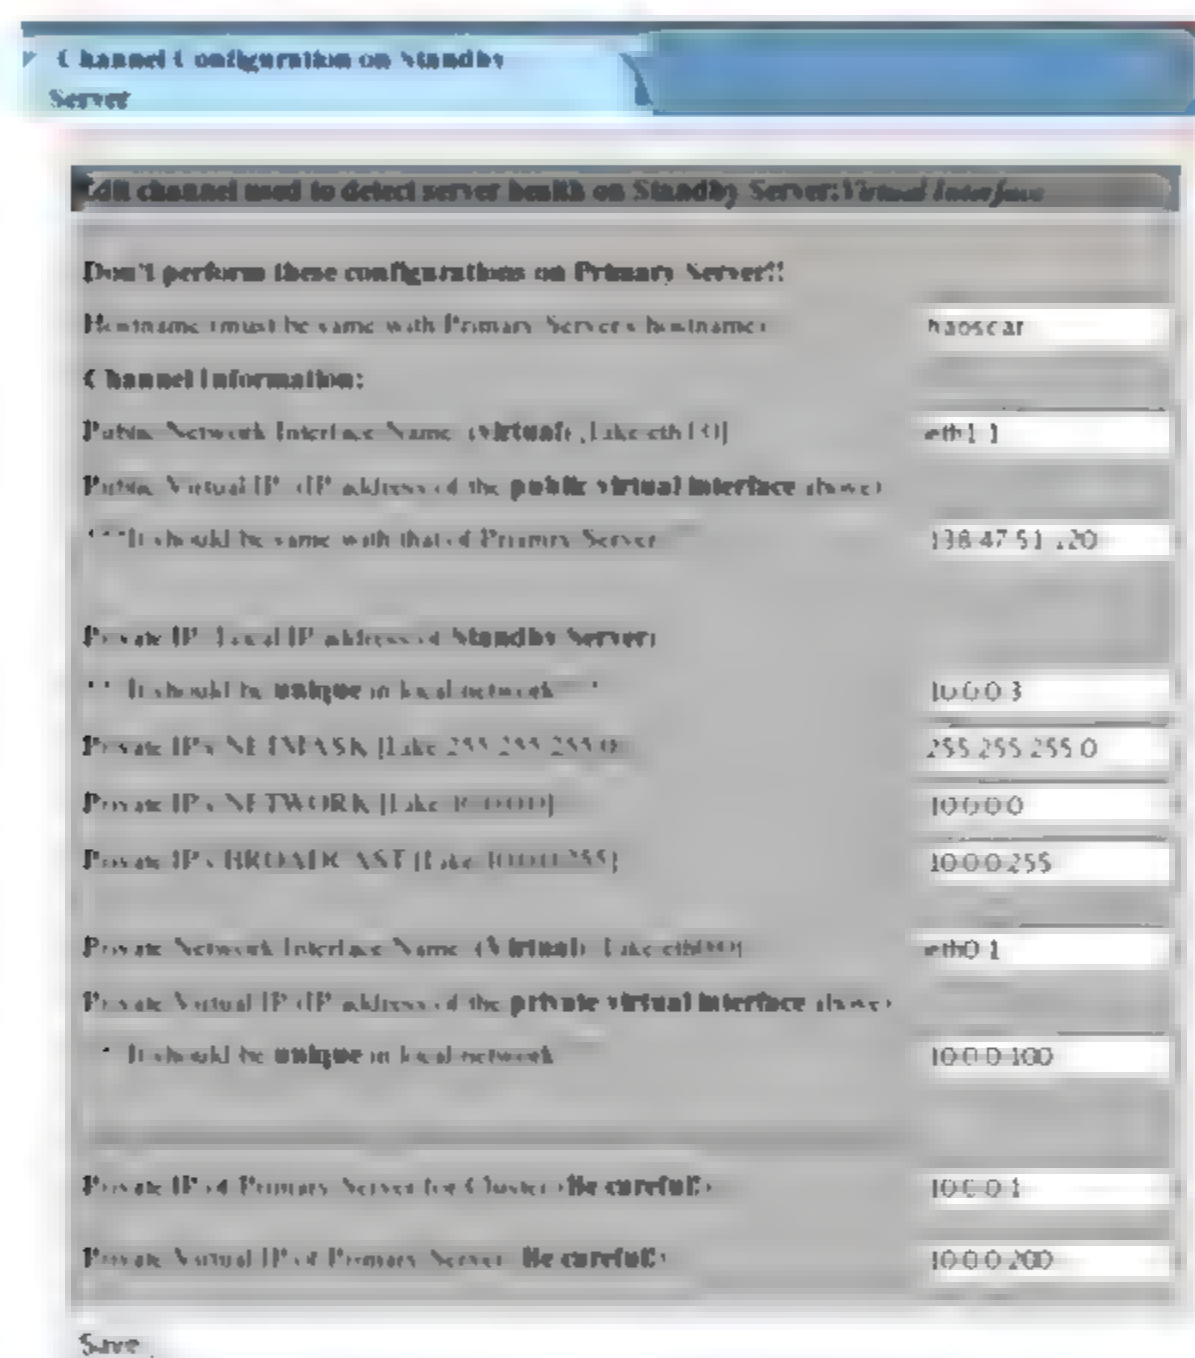 Channel Configuration on Standby
Server
Edit channel used to detect server health on Standby Server: Virtual Interface
Don't perform these configurations on Primary Server!!
Hostname (must be same with Primary Server's hostname)
haoscar
Channel Information:
Public Network Interface Name (virtual), [Like eth1:0]
eth1:1
Public Virtual IP (IP address of the public virtual interface above)
It should be same with that of Primary Server
138.47.51.
Private IP (Local IP address of Standby Server)
It should be unique in local network
10.0.0.3
Private IP's NETMASK [Like 255.255.255.0]
255.255.255.0
Private IP's NETWORK [Like 10.0.0.0]
10.0.0.0
Private IP's BROADCAST [Like 10.0.0.255]
10.0.0.255
Private Network Interface Name (Virtual) [Like eth0:0]
eth0:1
Private Virtual IP (IP address of the private virtual interface above)
It should be unique in local network
10.0.0.100
Private IP of Primary Server for Cluster (Be careful!)
10.0.0.1
Private Virtual IP of Primary Server (Be careful!)
10.0.0.200
Save